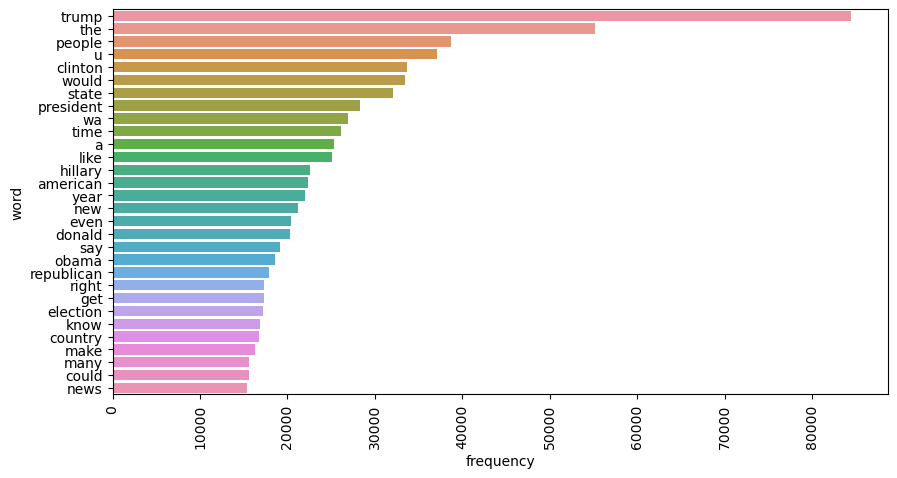 trump
the
people
u
clinton
would
state
president
wa
time
a
like
hillary
american
year
new
even
donald
say
obama
republican
right
get
election
know
country
make
many
could
news
word
0
10000
20000
30000
40000
50000
60000
70000
80000
frequency